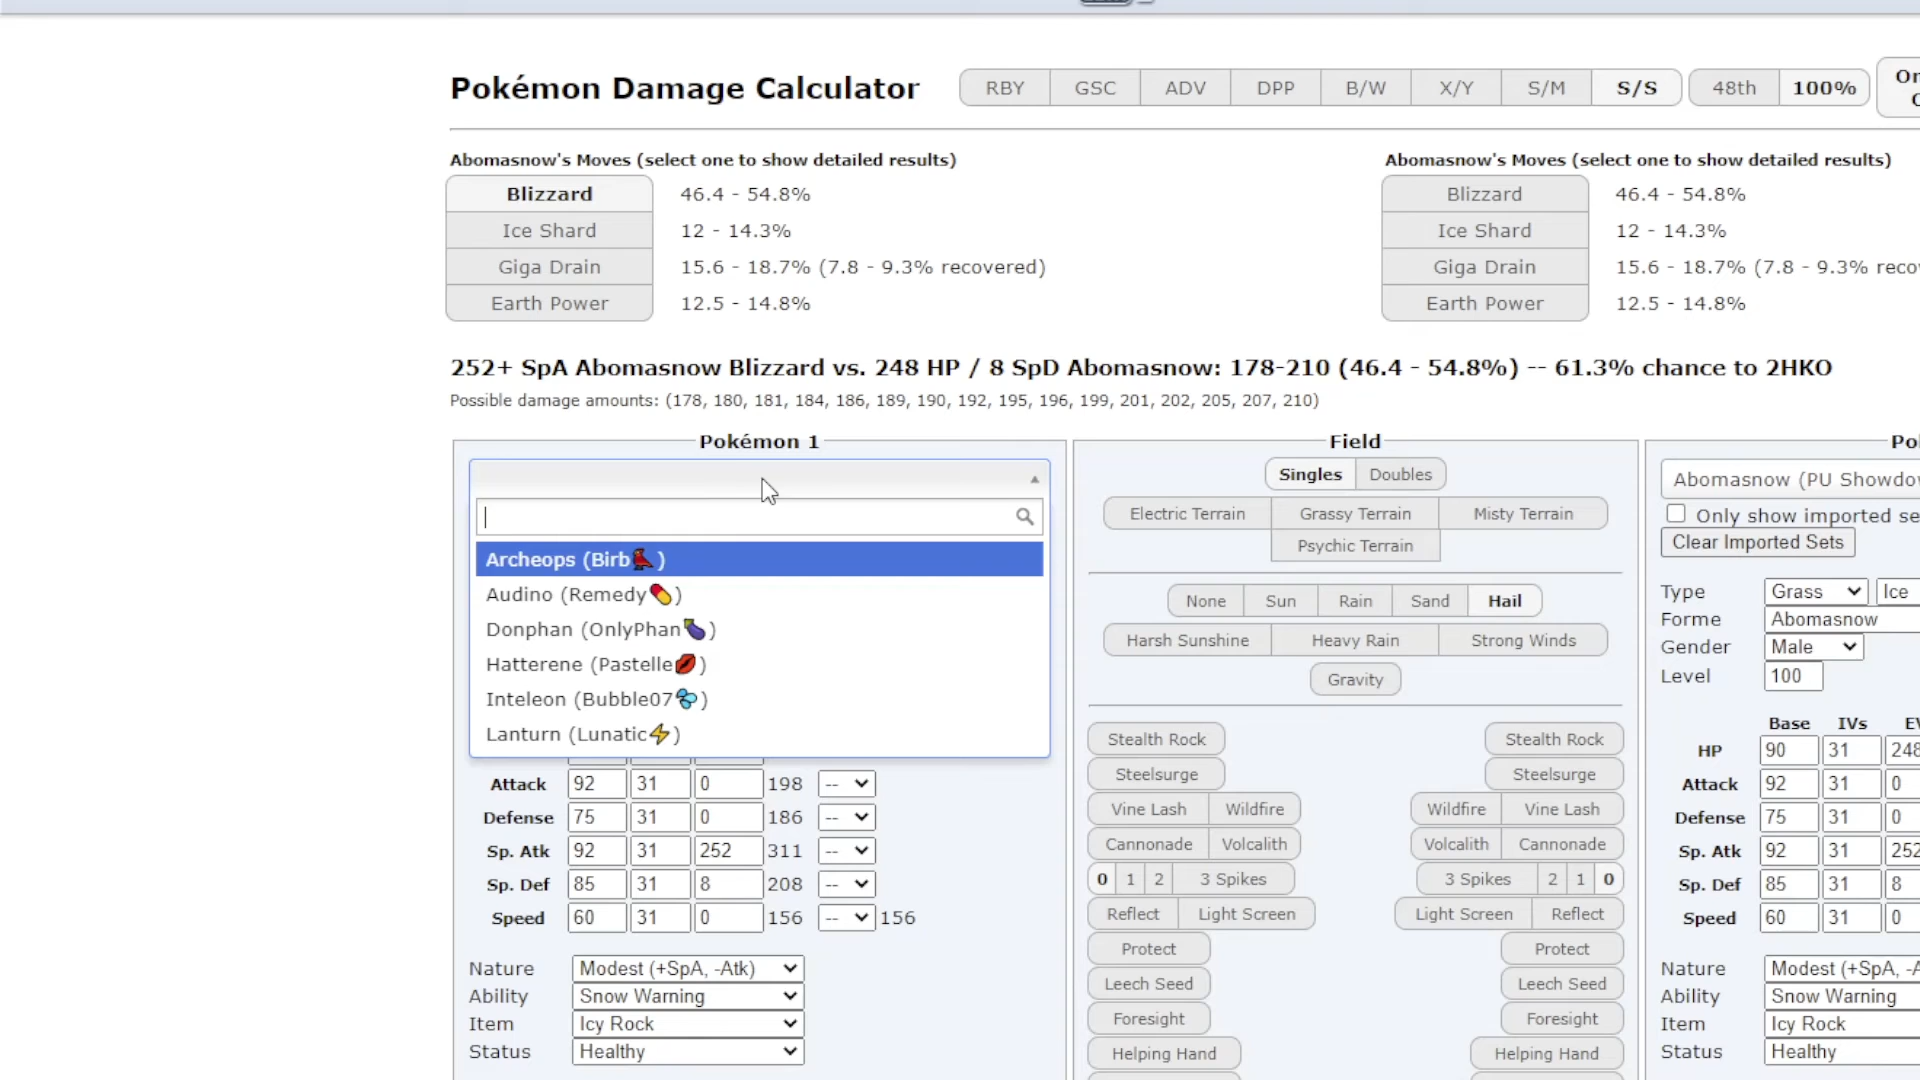 Pokémon Damage Calculator RBY GSC ADV DPP B/W X/Y S/M S/S 48th 100%
Abomasnow's Moves (select one to show detailed results) Abomasnow's Moves (select one to show detailed results)
Blizzard 46.4 - 54.8% Blizzard 46.4 - 54.8%
Ice Shard 12 - 14.3% Ice Shard 12 - 14.3%
Giga Drain 15.6 - 18.7% (7.8 - 9.3% recovered) Giga Drain 15.6 - 18.7% (7.8 - 9.3% reco
Earth Power 12.5 - 14.8% Earth Power 12.5 - 14.8%
252+ SpA Abomasnow Blizzard vs. 248 HP / 8 SpD Abomasnow: 178-210 (46.4 - 54.8%) -- 61.3% chance to 2HKO
Possible damage amounts: (178, 180, 181, 184, 186, 189, 190, 192, 195, 196, 199, 201, 202, 205, 207, 210)
Pokémon 1
Archeops (Birb🐦)
Audino (Remedy💊)
Donphan (OnlyPhan🍆)
Hatterene (Pastelle💋)
Inteleon (Bubble07💦)
Lanturn (Lunatic⚡)
Attack 92 31 0 198 --
Defense 75 31 0 186 --
Sp. Atk 92 31 252 311 --
Sp. Def 85 31 8 208 --
Speed 60 31 0 156 -- 156
Nature Modest (+SpA, -Atk)
Ability Snow Warning
Item Icy Rock
Status Healthy
Field
Singles Doubles
Electric Terrain Grassy Terrain Misty Terrain
Psychic Terrain
None Sun Rain Sand Hail
Harsh Sunshine Heavy Rain Strong Winds
Gravity
Stealth Rock Stealth Rock
Steelsurge Steelsurge
Vine Lash Wildfire Wildfire Vine Lash
Cannonade Volcalith Volcalith Cannonade
0 1 2 3 Spikes 3 Spikes 2 1 0
Reflect Light Screen Light Screen Reflect
Protect Protect
Leech Seed Leech Seed
Foresight Foresight
Helping Hand Helping Hand
Abomasnow (PU Showdo
Only show imported se
Clear Imported Sets
Type Grass Ice
Forme Abomasnow
Gender Male
Level 100
Base IVs E
HP 90 31 248
Attack 92 31 0
Defense 75 31 0
Sp. Atk 92 31 252
Sp. Def 85 31 8
Speed 60 31 0
Nature Modest (+SpA, -A
Ability Snow Warning
Item Icy Rock
Status Healthy